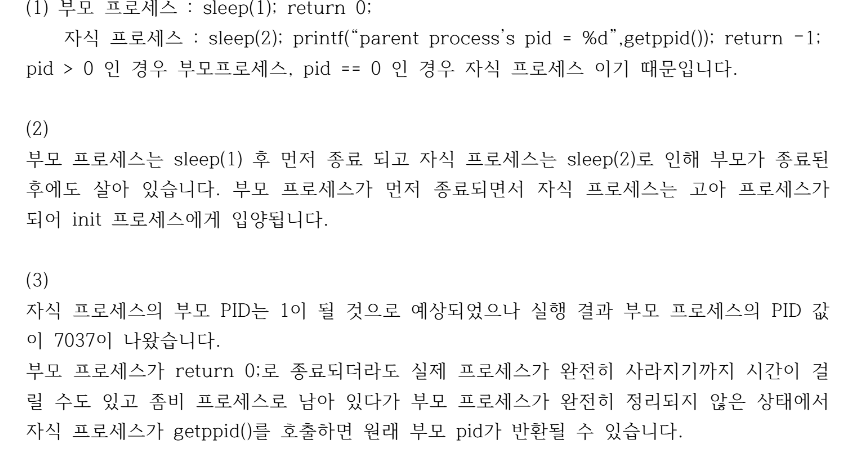 (1) 부모 프로세스 : sleep(1); return 0;
자식 프로세스 : sleep(2); printf(“parent process's pid = %d”,getppid()); return -1;
pid > 0 인 경우 부모프로세스, pid == 0 인 경우 자식 프로세스 이기 때문입니다.
(2)
부모 프로세스는 sleep(1) 후 먼저 종료 되고 자식 프로세스는 sleep(2)로 인해 부모가 종료된
후에도 살아 있습니다. 부모 프로세스가 먼저 종료되면서 자식 프로세스는 고아 프로세스가
되어 init 프로세스에게 입양됩니다.
(3)
자식 프로세스의 부모 PID는 1이 될 것으로 예상되었으나 실행 결과 부모 프로세스의 PID 값
이 7037이 나왔습니다.
부모 프로세스가 return 0;로 종료되더라도 실제 프로세스가 완전히 사라지기까지 시간이 걸
릴 수도 있고 좀비 프로세스로 남아 있다가 부모 프로세스가 완전히 정리되지 않은 상태에서
자식 프로세스가 getppid()를 호출하면 원래 부모 pid가 반환될 수 있습니다.